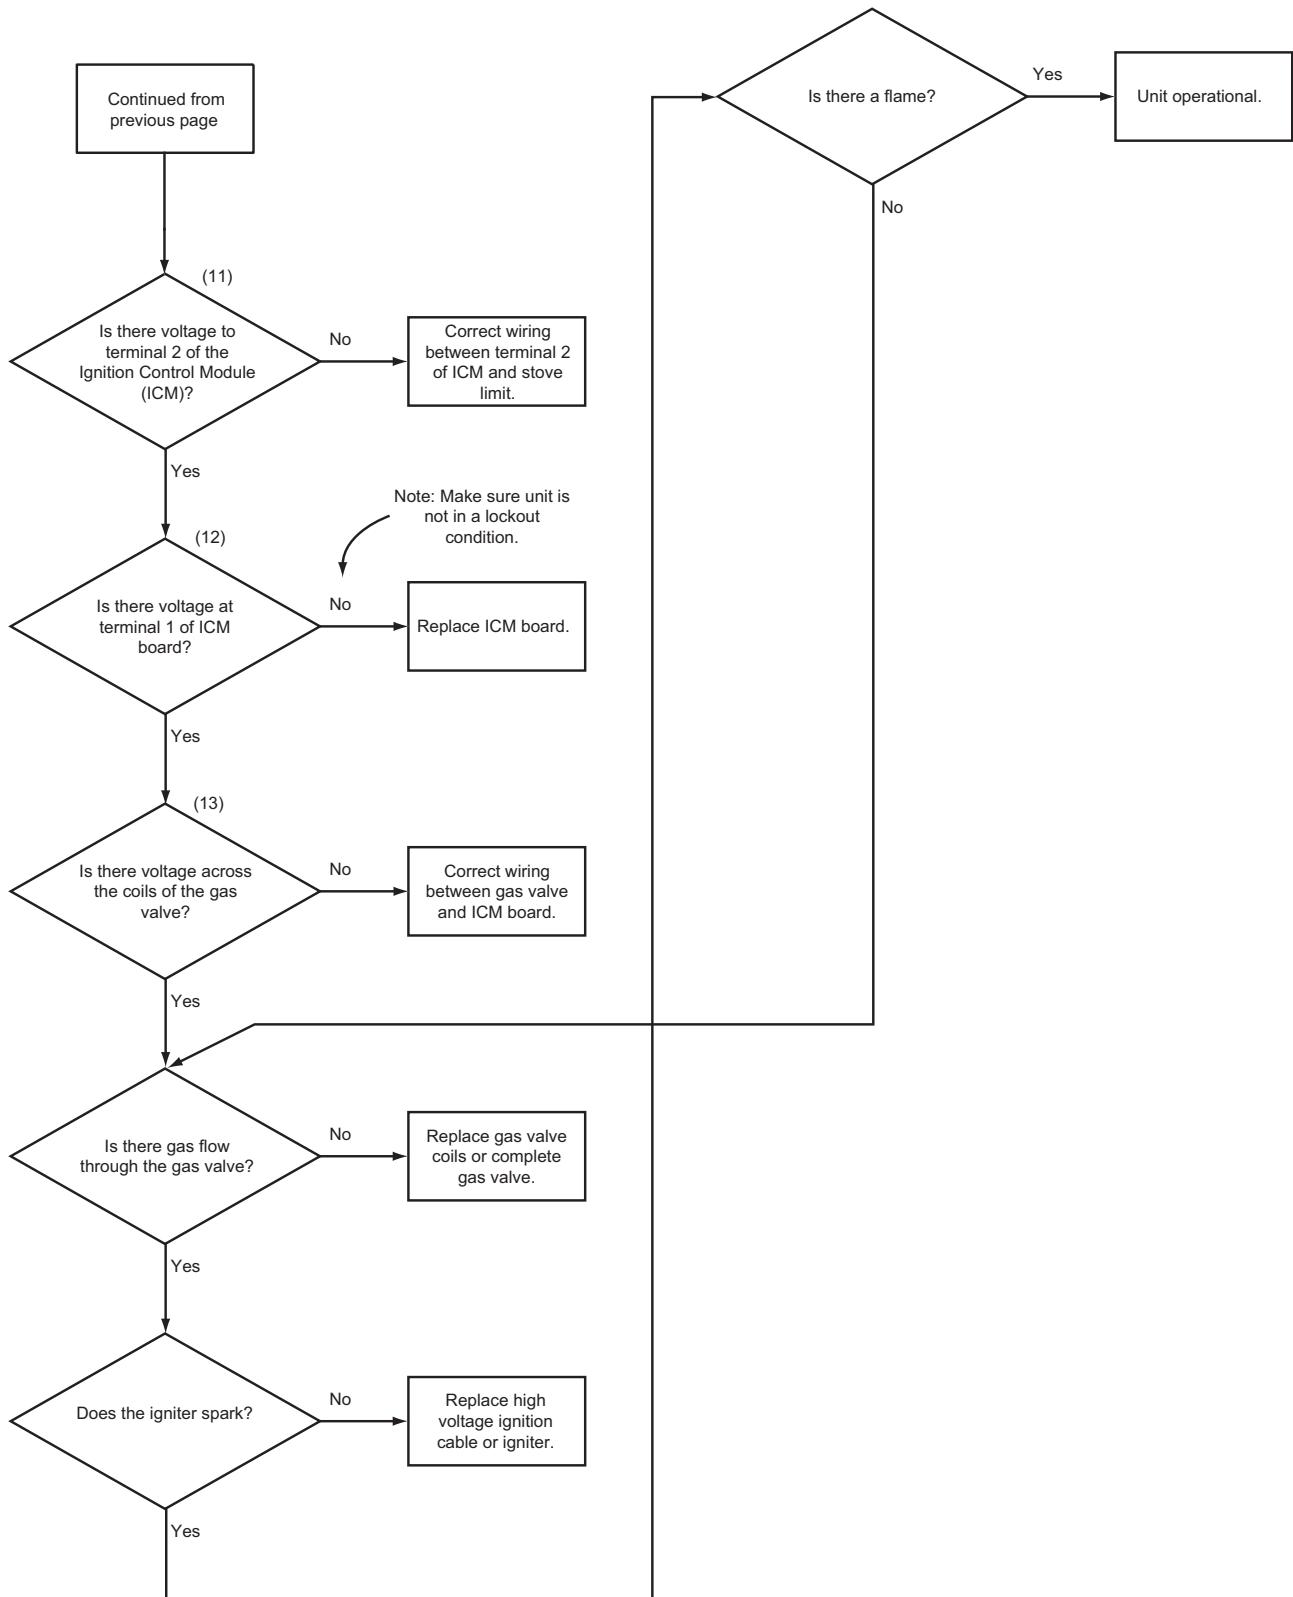 Continued from
previous page
(11)
Is there voltage to
terminal 2 of the
Ignition Control Module
(ICM)?
No
Correct wiring
between terminal 2
of ICM and stove
limit.
Yes
Note: Make sure unit is
not in a lockout
condition.
(12)
Is there voltage at
terminal 1 of ICM
board?
No
Replace ICM board.
Yes
(13)
Is there voltage across
the coils of the gas
valve?
No
Correct wiring
between gas valve
and ICM board.
Yes
Is there gas flow
through the gas valve?
No
Replace gas valve
coils or complete
gas valve.
Yes
Does the igniter spark?
No
Replace high
voltage ignition
cable or igniter.
Yes
Is there a flame?
Yes
Unit operational.
No